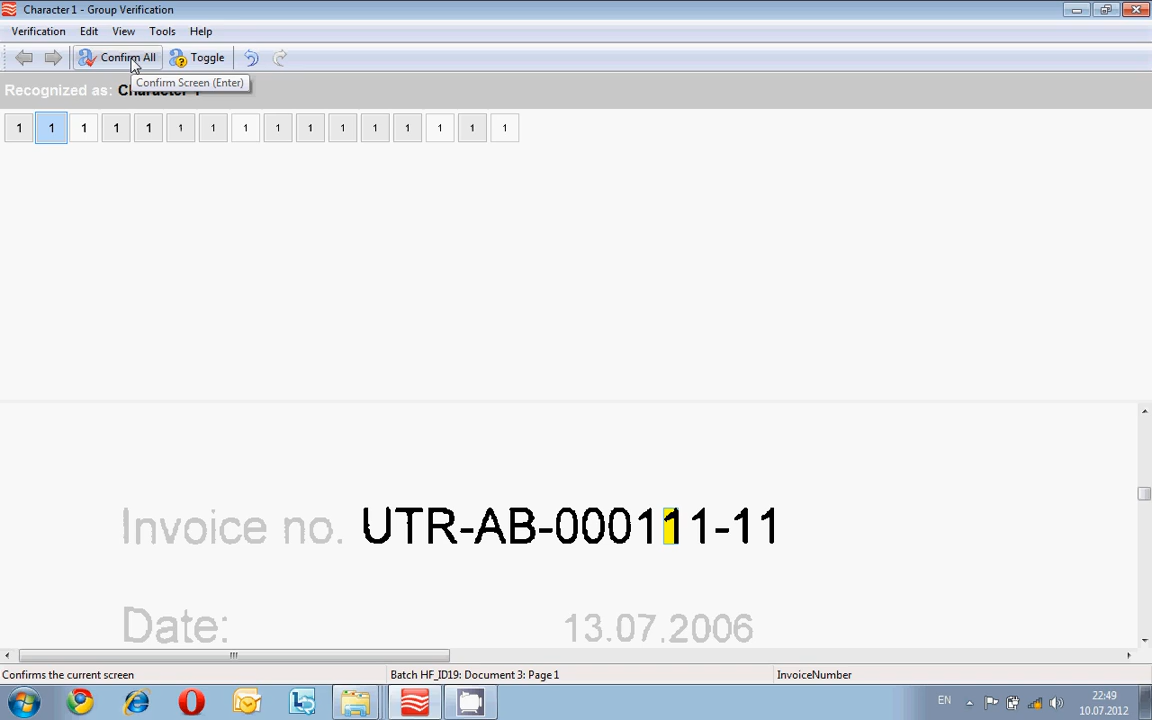 Character 1 - Group Verification
Verification Edit View Tools Help
Confirm All Toggle
Confirm Screen (Enter)
Recognized as: Character 1
1 1 1 1 1 1 1 1 1 1 1 1 1 1 1 1
Invoice no. UTR-AB-000111-11
Date: 13.07.2006
Confirms the current screen Batch HF_ID19: Document 3: Page 1 InvoiceNumber
EN 22:49
10.07.2012